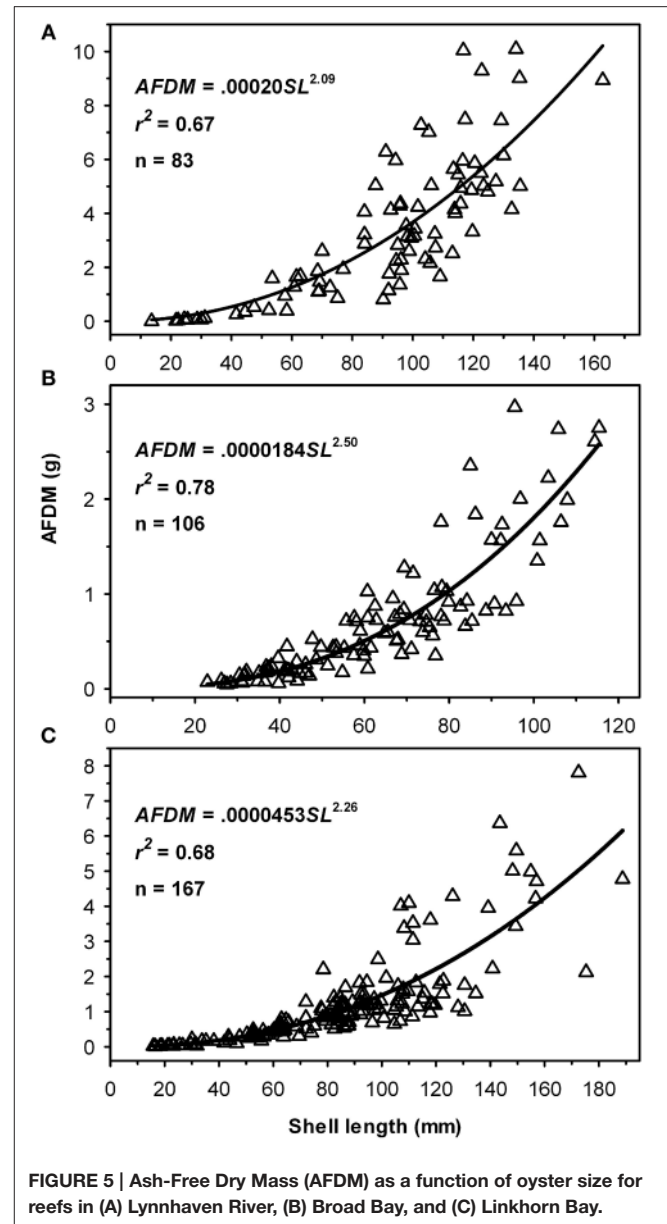 A
AFDM = .00020SL^2.09
r^2 = 0.67
n = 83
10
8
6
4
2
0
0 20 40 60 80 100 120 140 160
B
AFDM = .0000184SL^2.50
r^2 = 0.78
n = 106
AFDM (g)
3
2
1
0
0 20 40 60 80 100 120
C
AFDM = .0000453SL^2.26
r^2 = 0.68
n = 167
8
7
6
5
4
3
2
1
0
0 20 40 60 80 100 120 140 160 180
Shell length (mm)
FIGURE 5 | Ash-Free Dry Mass (AFDM) as a function of oyster size for
reefs in (A) Lynnhaven River, (B) Broad Bay, and (C) Linkhorn Bay.